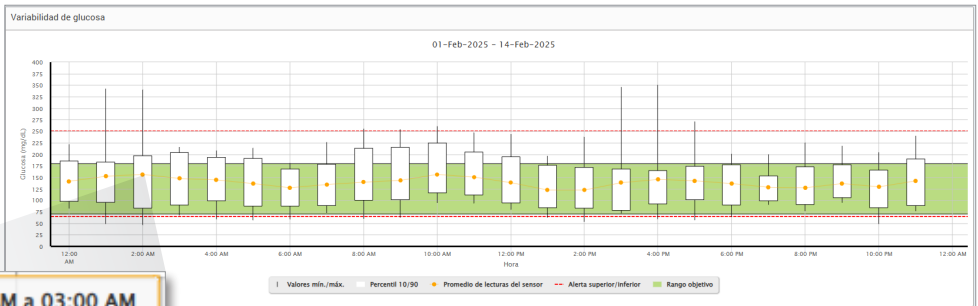 Variabilidad de glucosa
01-Feb-2025 - 14-Feb-2025
Glucosa (mg/dL)
400
375
350
325
300
275
250
225
200
175
150
125
100
75
50
25
0
12:00 AM 2:00 AM 4:00 AM 6:00 AM 8:00 AM 10:00 AM 12:00 PM 2:00 PM 4:00 PM 6:00 PM 8:00 PM 10:00 PM 12:00 AM
Hora
Valores mín./máx. Percentil 10/90 Promedio de lecturas del sensor Alerta superior/inferior Rango objetivo
M a 03:00 AM